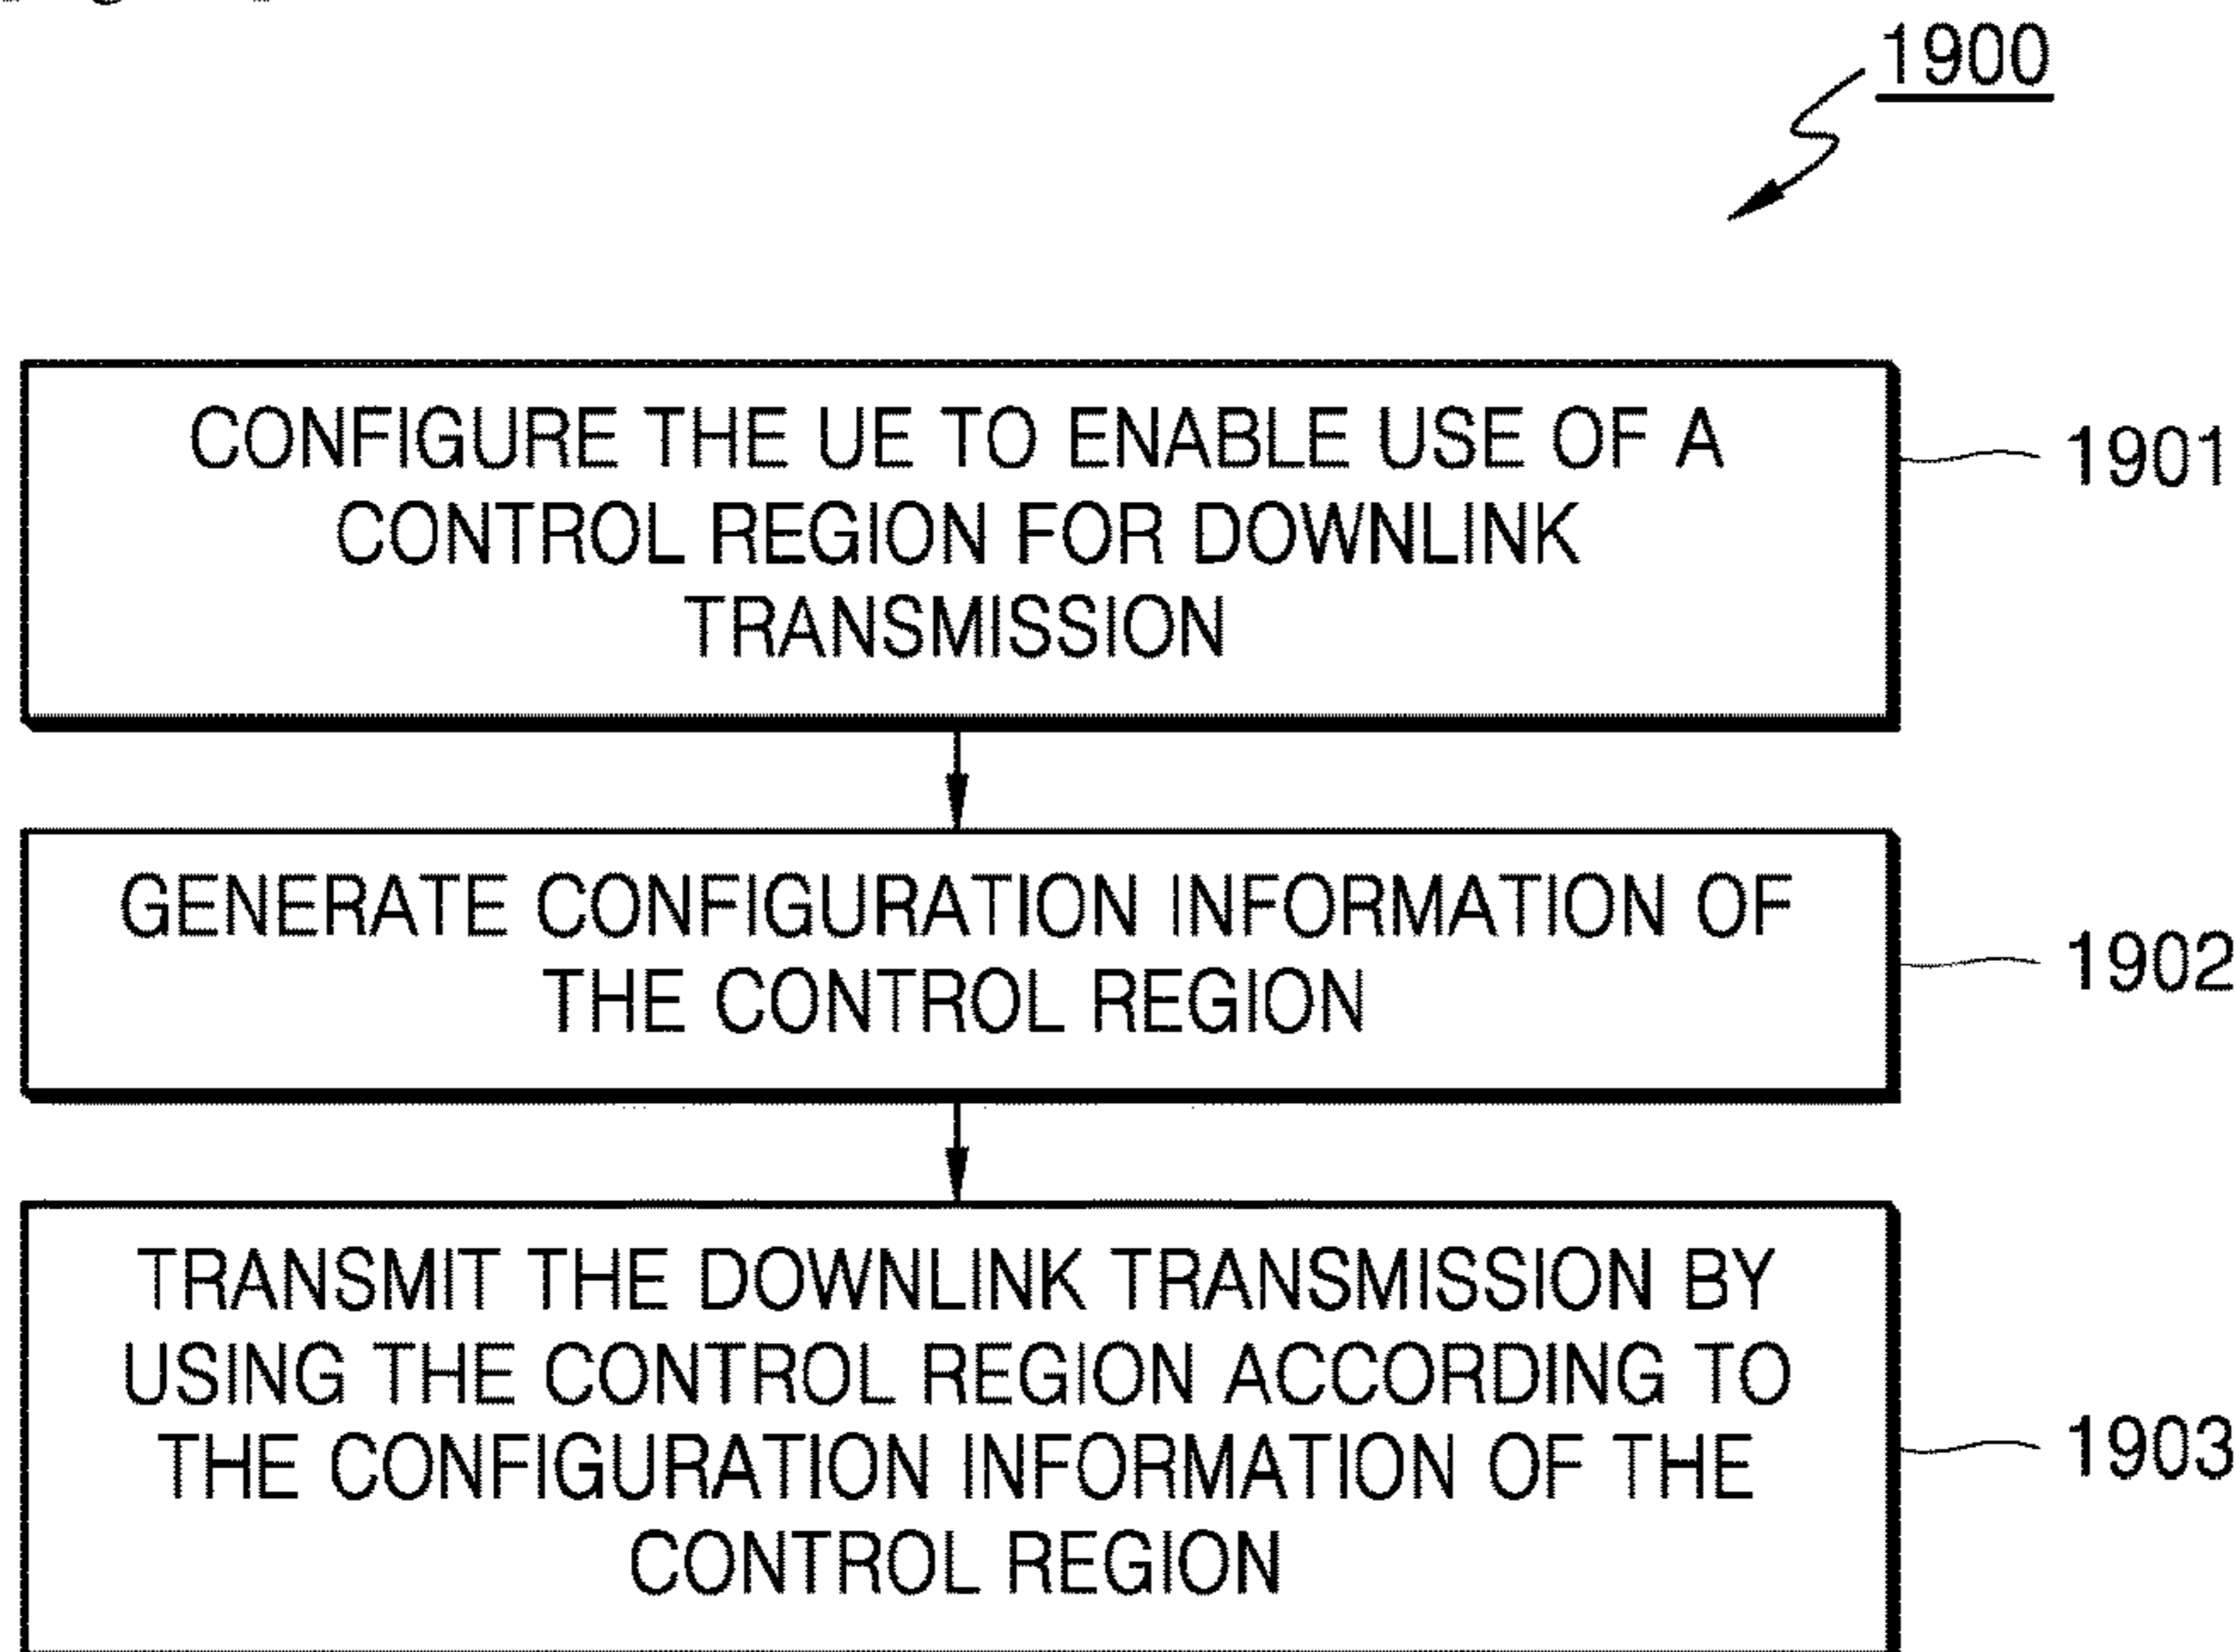 1900
CONFIGURE THE UE TO ENABLE USE OF A
CONTROL REGION FOR DOWNLINK
TRANSMISSION
1901
GENERATE CONFIGURATION INFORMATION OF
THE CONTROL REGION
1902
TRANSMIT THE DOWNLINK TRANSMISSION BY
USING THE CONTROL REGION ACCORDING TO
THE CONFIGURATION INFORMATION OF THE
CONTROL REGION
1903